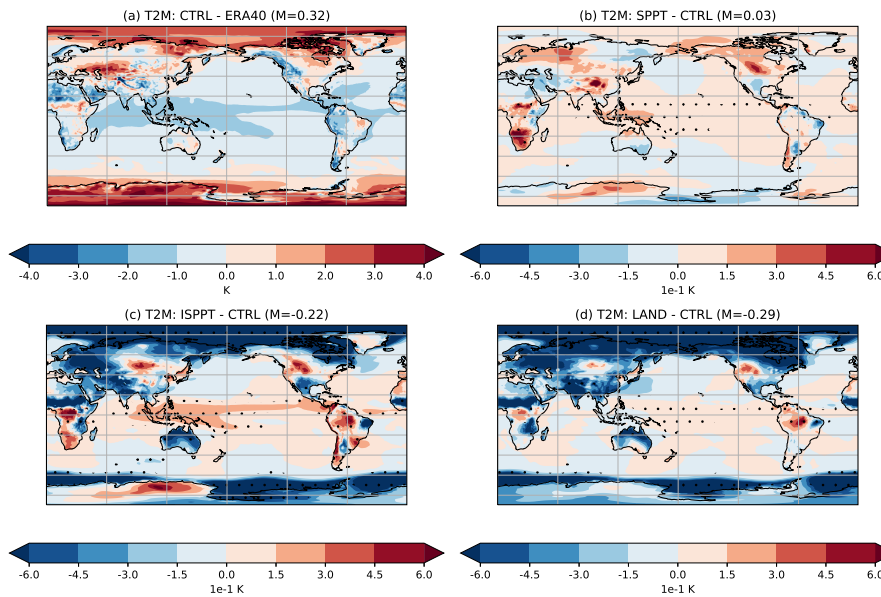 (a) T2M: CTRL - ERA40 (M=0.32)
(b) T2M: SPPT - CTRL (M=0.03)
-4.0 -3.0 -2.0 -1.0 0.0 1.0 2.0 3.0 4.0
K
-6.0 -4.5 -3.0 -1.5 0.0 1.5 3.0 4.5 6.0
1e-1 K
(c) T2M: ISPPT - CTRL (M=-0.22)
(d) T2M: LAND - CTRL (M=-0.29)
-6.0 -4.5 -3.0 -1.5 0.0 1.5 3.0 4.5 6.0
1e-1 K
-6.0 -4.5 -3.0 -1.5 0.0 1.5 3.0 4.5 6.0
1e-1 K